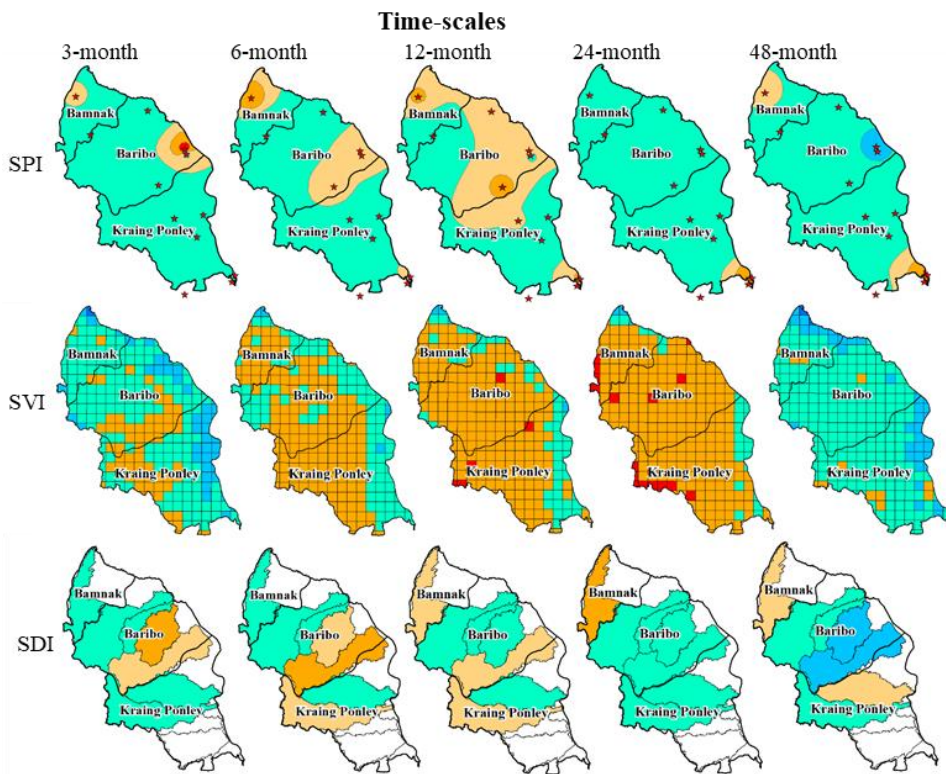 Time-scales
3-month 6-month 12-month 24-month 48-month
Bamnak Bamnak Bamnak Bamnak Bamnak
SPI Baribo Baribo Baribo Baribo Baribo
Kraing Ponley Kraing Ponley Kraing Ponley Kraing Ponley Kraing Ponley
Bamnak Bamnak Bamnak Bamnak Bamnak
SVI Baribo Baribo Baribo Baribo Baribo
Kraing Ponley Kraing Ponley Kraing Ponley Kraing Ponley Kraing Ponley
Bamnak Bamnak Bamnak Bamnak Bamnak
SDI Baribo Baribo Baribo Baribo Baribo
Kraing Ponley Kraing Ponley Kraing Ponley Kraing Ponley Kraing Ponley